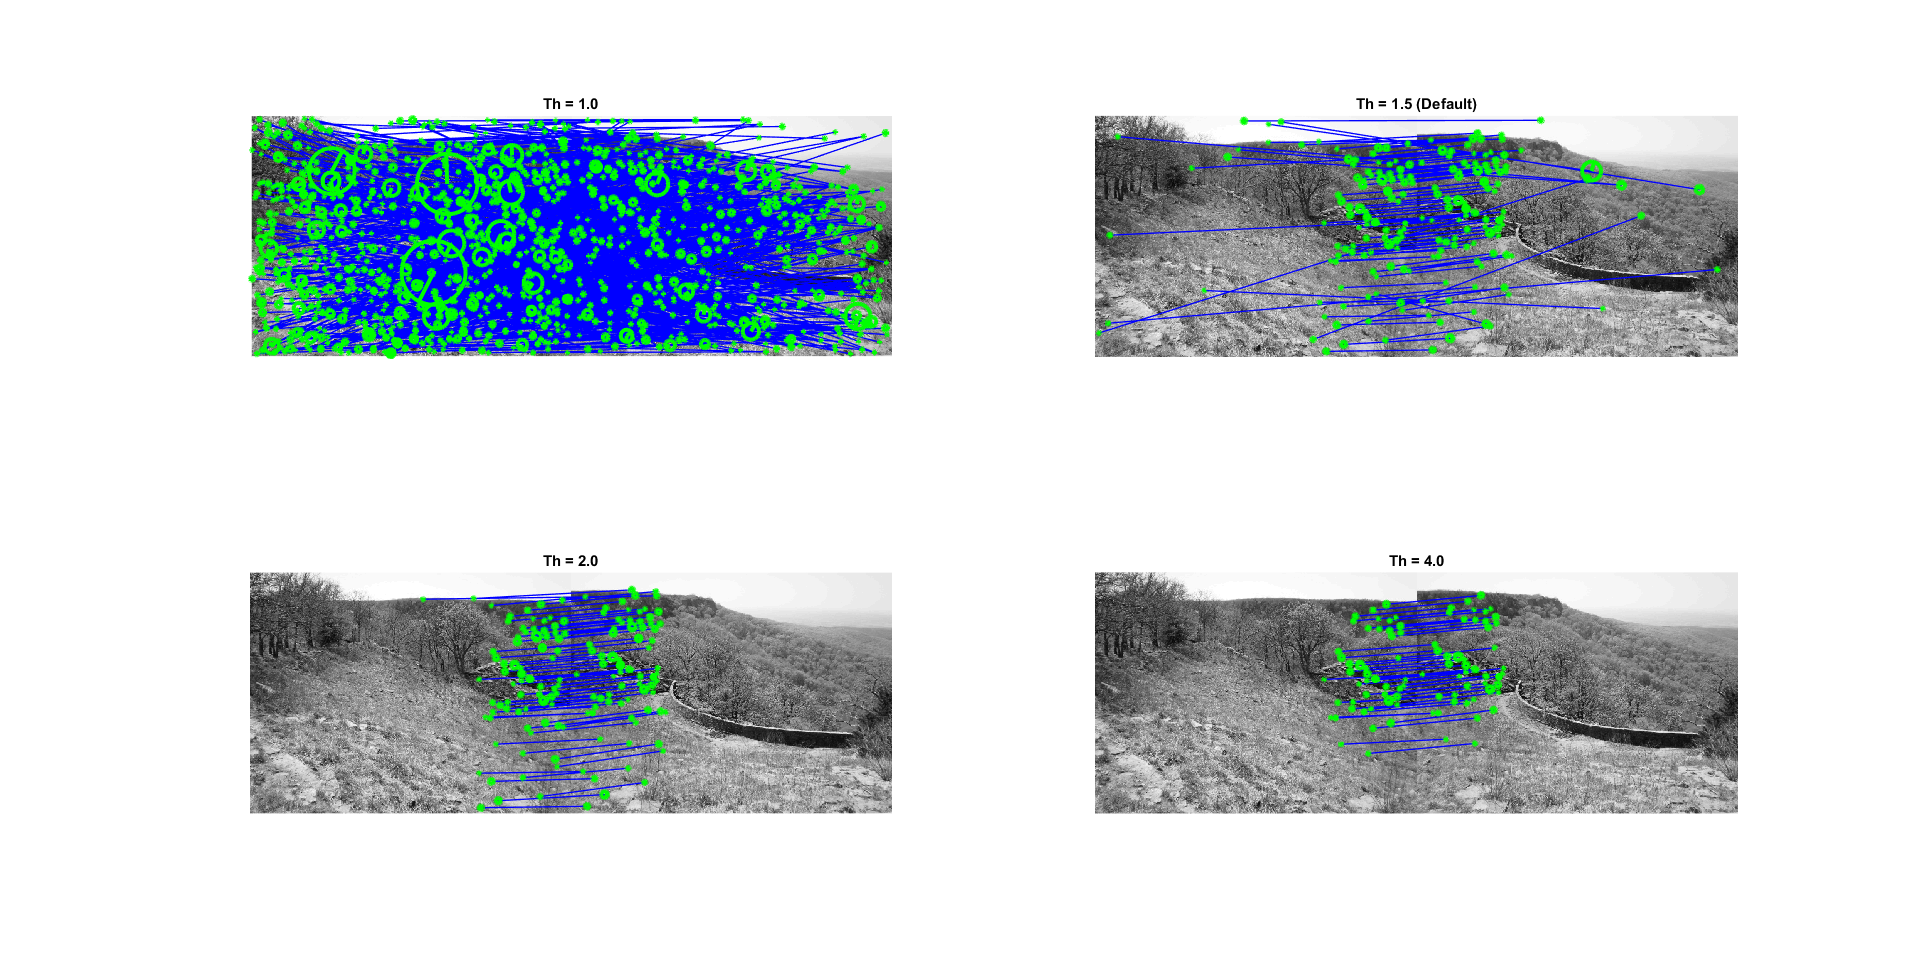 Th = 1.0
Th = 1.5 (Default)
Th = 2.0
Th = 4.0